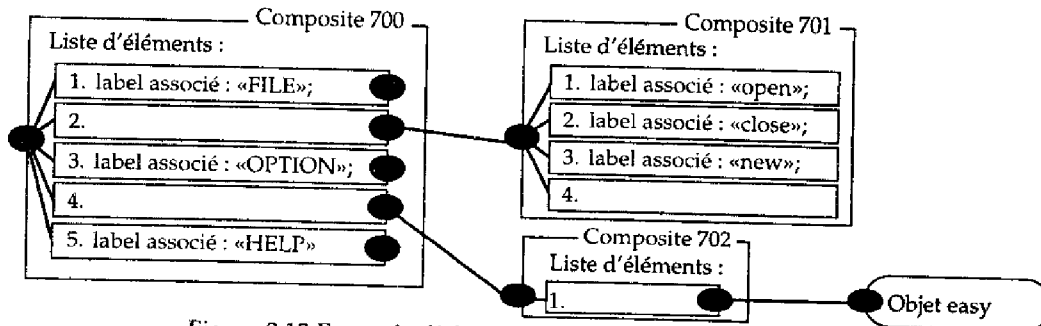 Composite 700
Liste d'éléments :
1. label associé : «FILE»;
2.
3. label associé : «OPTION»;
4.
5. label associé : «HELP»
Composite 701
Liste d'éléments :
1. label associé : «open»;
2. label associé : «close»;
3. label associé : «new»;
4.
Composite 702
Liste d'éléments :
1.
Objet easy